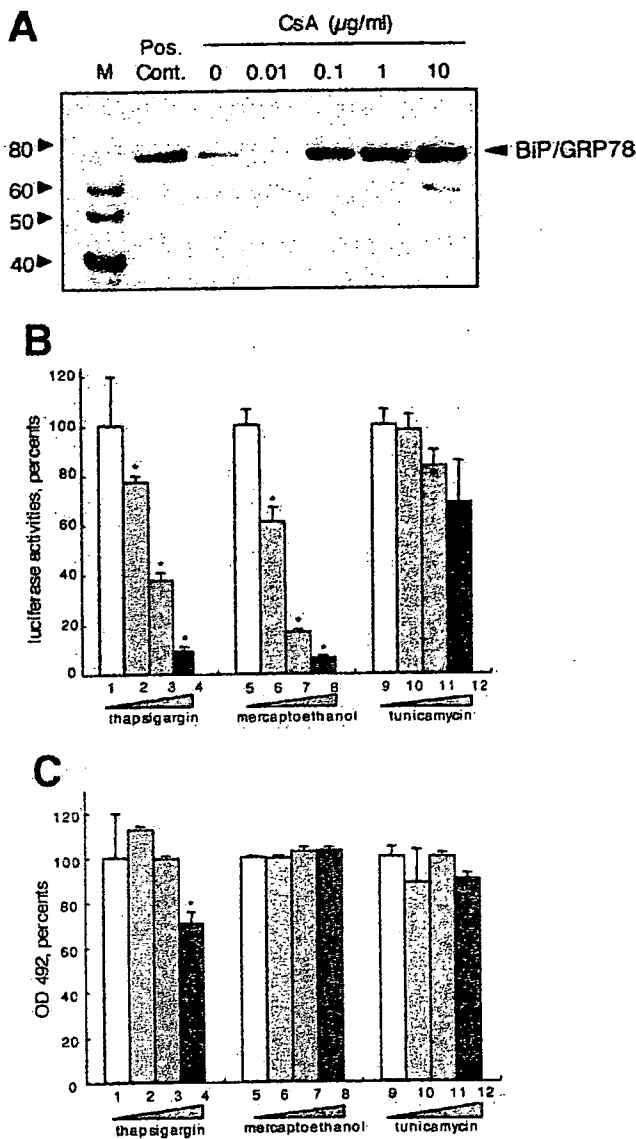 A
CsA (µg/ml)
Pos.
M Cont. 0 0.01 0.1 1 10
80
BiP/GRP78
60
50
40
B
luciferase activities, percents
120
100
80
60
40
20
0
1 2 3 4 5 6 7 8 9 10 11 12
thapsigargin mercaptoethanol tunicamycin
C
OD 492, percents
120
100
80
60
40
20
0
1 2 3 4 5 6 7 8 9 10 11 12
thapsigargin mercaptoethanol tunicamycin